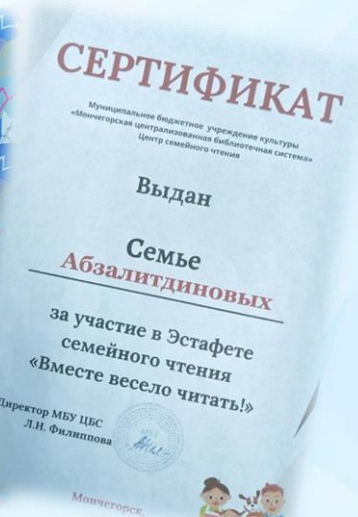 СЕРТИФИКАТ
Муниципальное бюджетное учреждение культуры
«Мончегорская централизованная библиотечная система»
Центр семейного чтения
Выдан
Семье
Абзалитдиновых
за участие в Эстафете
семейного чтения
«Вместе весело читать!»
Директор МБУ ЦБС
Л.Н. Филиппова
Мончегорск,